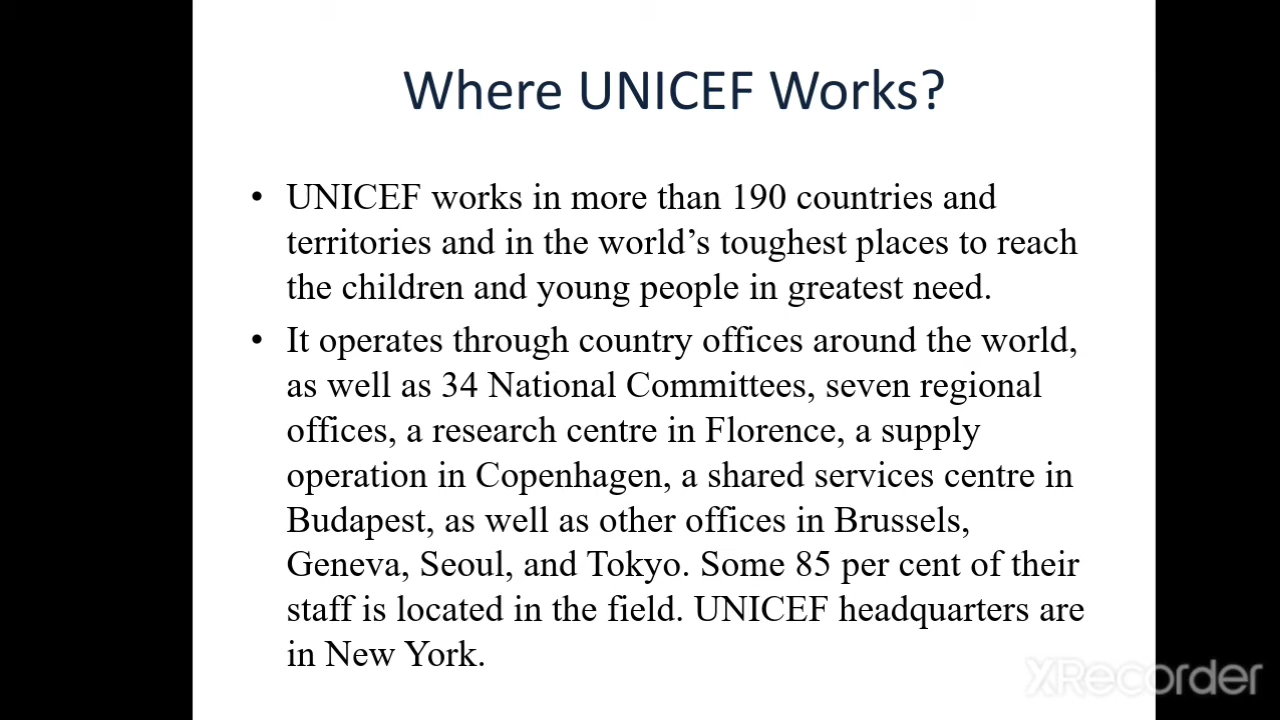 Where UNICEF Works?
• UNICEF works in more than 190 countries and
territories and in the world’s toughest places to reach
the children and young people in greatest need.
• It operates through country offices around the world,
as well as 34 National Committees, seven regional
offices, a research centre in Florence, a supply
operation in Copenhagen, a shared services centre in
Budapest, as well as other offices in Brussels,
Geneva, Seoul, and Tokyo. Some 85 per cent of their
staff is located in the field. UNICEF headquarters are
in New York.
XRecorder